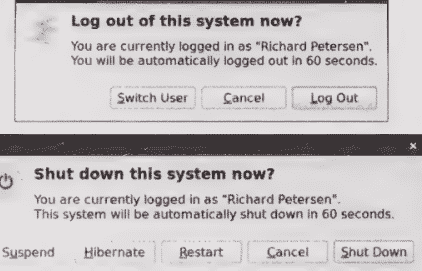 Log out of this system now?
You are currently logged in as "Richard Petersen".
You will be automatically logged out in 60 seconds.
Switch User Cancel Log Out
Shut down this system now?
You are currently logged in as "Richard Petersen".
This system will be automatically shut down in 60 seconds.
Suspend Hibernate Restart Cancel Shut Down